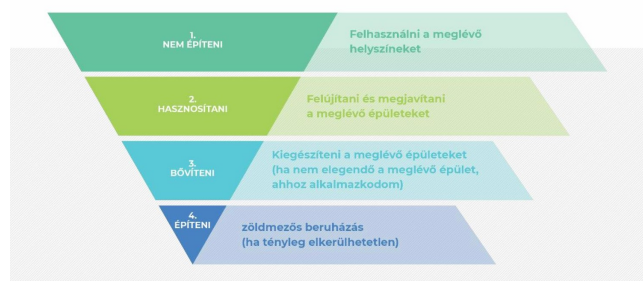 1.
NEM ÉPÍTENI
Felhasználni a meglévő
helyszíneket
2.
HASZNOSÍTANI
Felújítani és megjavítani
a meglévő épületeket
3.
BŐVÍTENI
Kiegészíteni a meglévő épületeket
(ha nem elegendő a meglévő épület,
ahhoz alkalmazkodom)
4.
ÉPÍTENI
zöldmezős beruházás
(ha tényleg elkerülhetetlen)